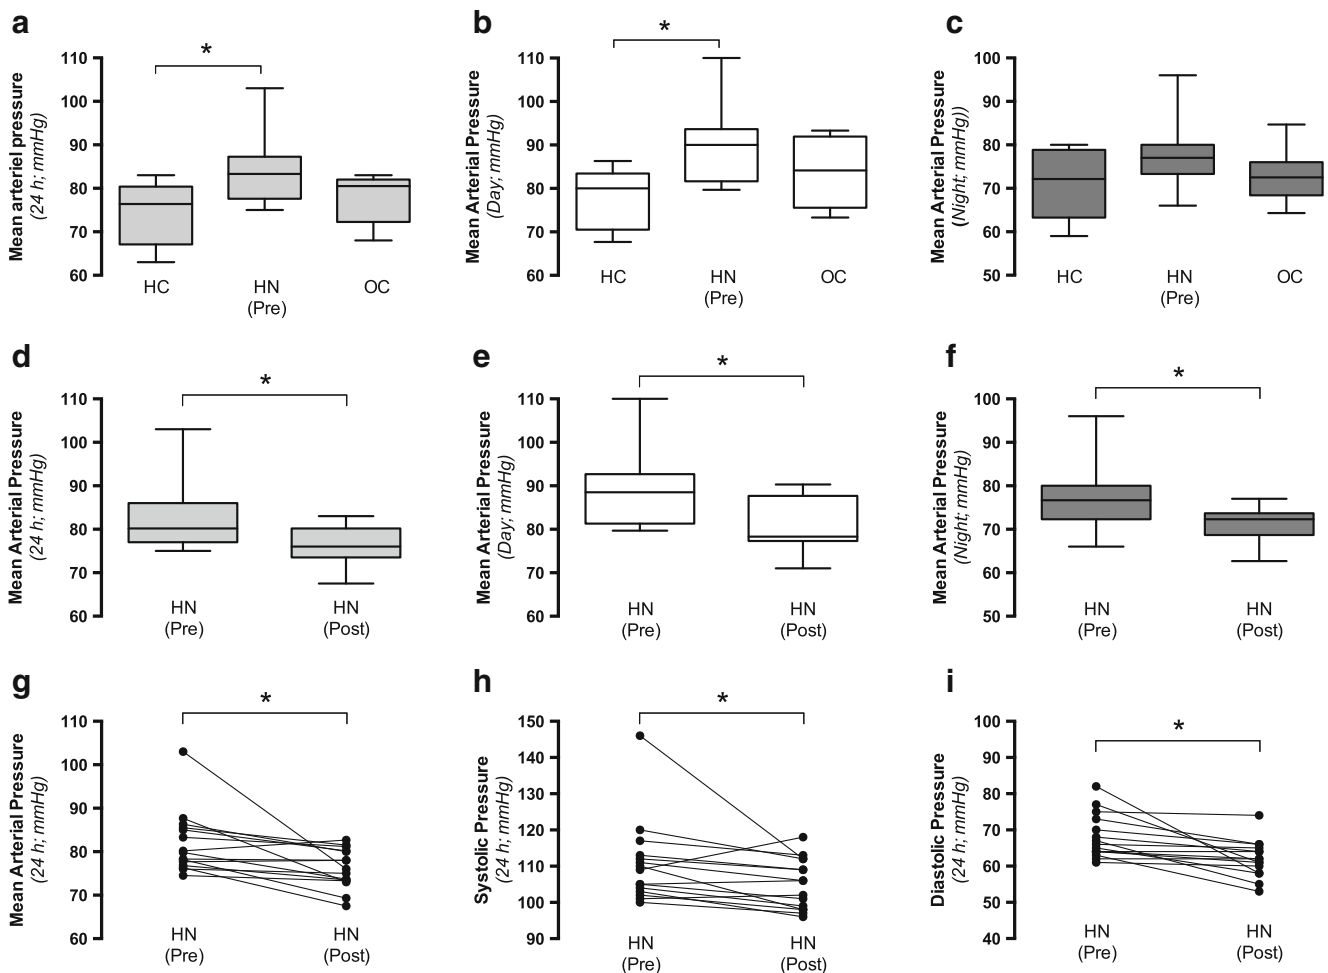 a
Mean arteriel pressure
(24 h; mmHg)
110
100
90
80
70
60
*
HC
HN
(Pre)
OC
b
Mean Arterial Pressure
(Day; mmHg)
110
100
90
80
70
60
*
HC
HN
(Pre)
OC
c
Mean Arterial Pressure
(Night; mmHg))
100
90
80
70
60
50
HC
HN
(Pre)
OC
d
Mean Arterial Pressure
(24 h; mmHg)
110
100
90
80
70
60
*
HN
(Pre)
HN
(Post)
e
Mean Arterial Pressure
(Day; mmHg)
110
100
90
80
70
60
*
HN
(Pre)
HN
(Post)
f
Mean Arterial Pressure
(Night; mmHg)
100
90
80
70
60
50
*
HN
(Pre)
HN
(Post)
g
Mean Arterial Pressure
(24 h; mmHg)
110
100
90
80
70
60
*
HN
(Pre)
HN
(Post)
h
Systolic Pressure
(24 h; mmHg)
150
140
130
120
110
100
90
*
HN
(Pre)
HN
(Post)
i
Diastolic Pressure
(24 h; mmHg)
100
90
80
70
60
50
40
*
HN
(Pre)
HN
(Post)